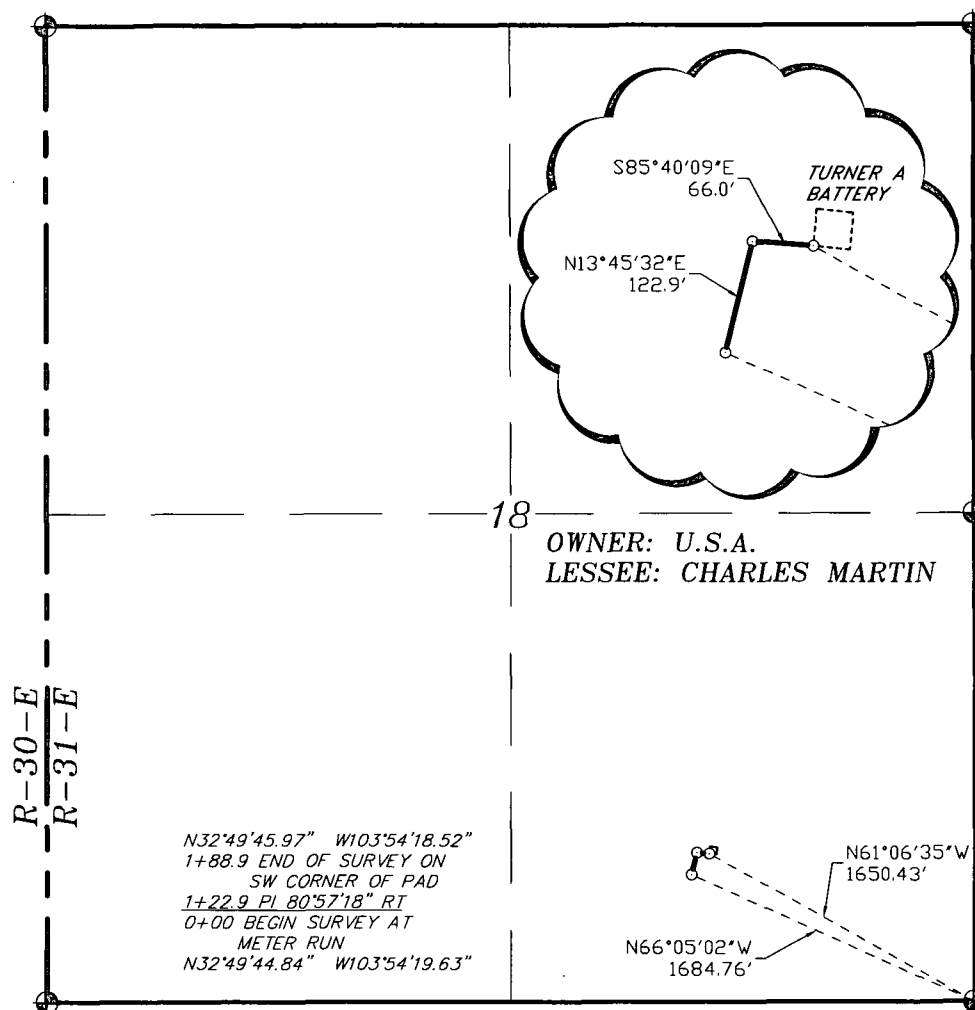 S85°40'09"E
66.0'
TURNER A
BATTERY
N13°45'32"E
122.9'
18
OWNER: U.S.A.
LESSEE: CHARLES MARTIN
R-30-E
R-31-E
N32°49'45.97" W103°54'18.52"
1+88.9 END OF SURVEY ON
SW CORNER OF PAD
1+22.9 PI 80°57'18" RT
0+00 BEGIN SURVEY AT
METER RUN
N32°49'44.84" W103°54'19.63"
N61°06'35"W
1650.43'
N66°05'02"W
1684.76'